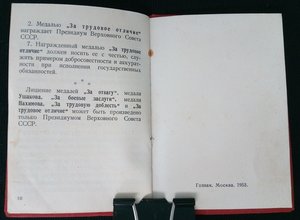 2. Медалью „За трудовое отличие“
награждает Президиум Верховного Совета
СССР.
7. Награжденный медалью „За трудовое
отличие“ должен носить ее с честью, слу-
жить примером добросовестности и аккурат-
ности при исполнении государственных
обязанностей.
* * *
Лишение медалей „За отвагу“, медали
Ушакова, „За боевые заслуги“, медали
Нахимова, „За трудовую доблесть“ и „За
трудовое отличие“ может быть произведено
только Президиумом Верховного Совета
СССР.
10
Гознак. Москва. 1953.